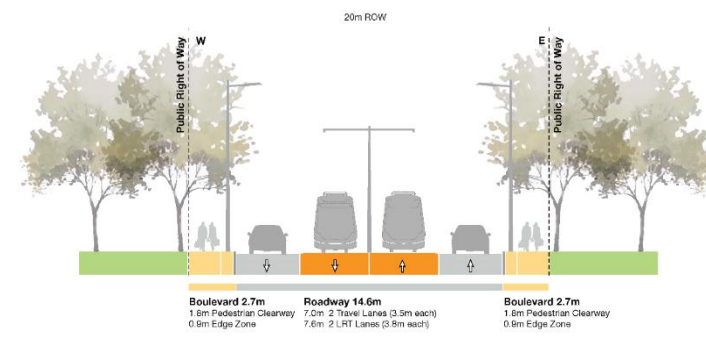 20m ROW
Public Right of Way
W
E
Public Right of Way
Boulevard 2.7m
1.8m Pedestrian Clearway
0.9m Edge Zone
Roadway 14.6m
7.0m 2 Travel Lanes (3.5m each)
7.6m 2 LRT Lanes (3.8m each)
Boulevard 2.7m
1.8m Pedestrian Clearway
0.9m Edge Zone